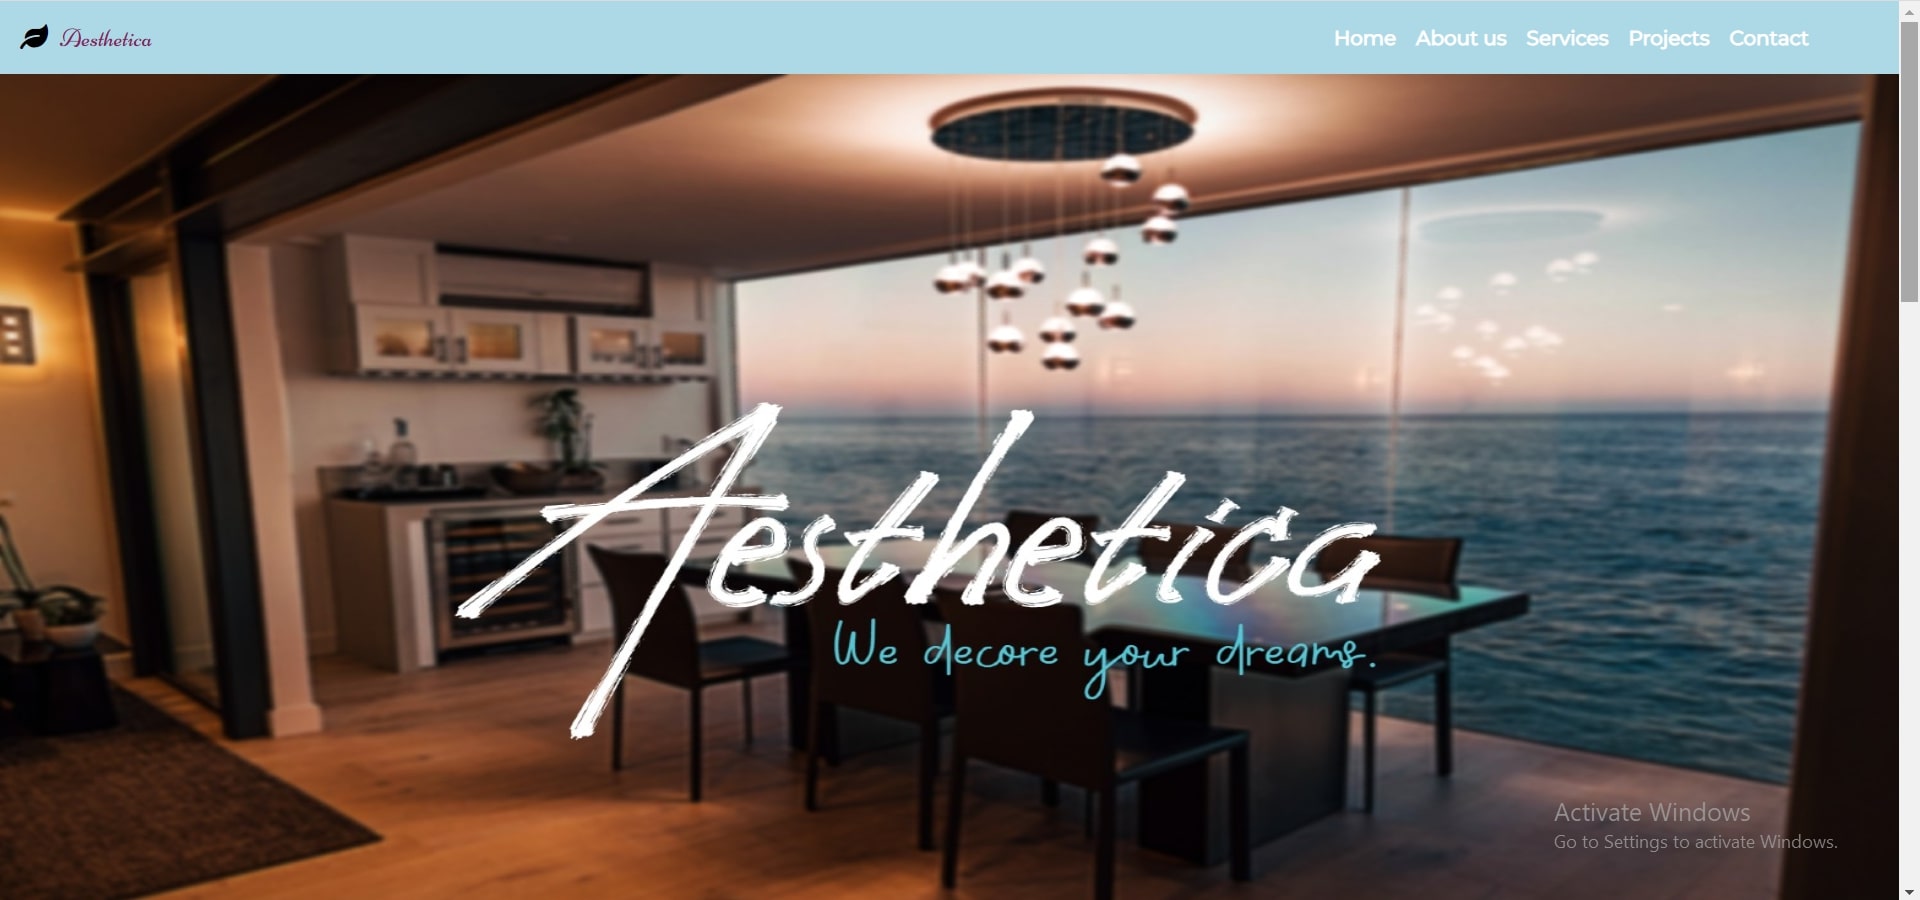 Aesthetica
Home About us Services Projects Contact
Aesthetica
We decore your dreams.
Activate Windows
Go to Settings to activate Windows.